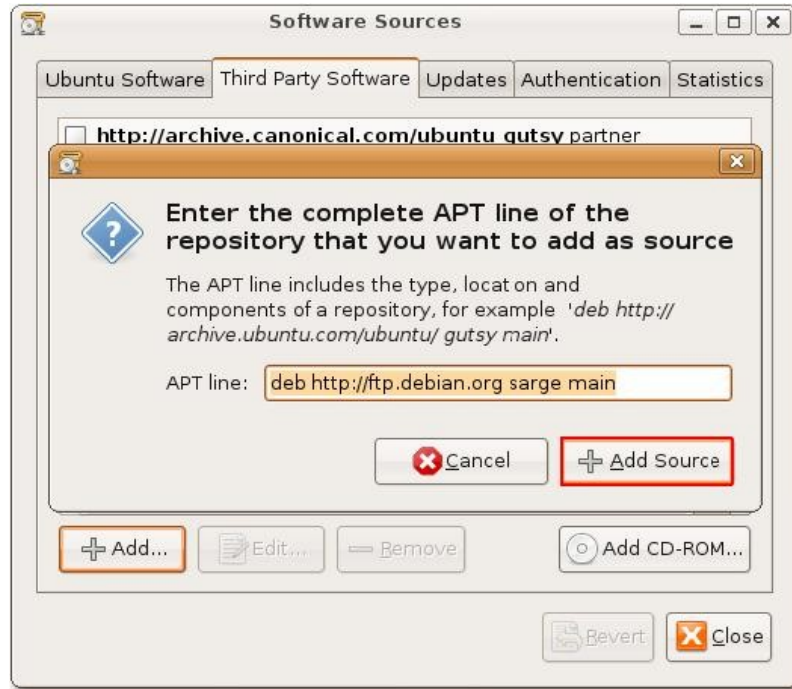 Software Sources
Ubuntu Software Third Party Software Updates Authentication Statistics
http://archive.canonical.com/ubuntu gutsy partner
Enter the complete APT line of the
repository that you want to add as source
The APT line includes the type, locat on and
components of a repository, for example 'deb http://
archive.ubuntu.com/ubuntu/ gutsy main'.
APT line: deb http://ftp.debian.org sarge main
Cancel Add Source
Add... Edit... Remove Add CD-ROM...
Revert Close